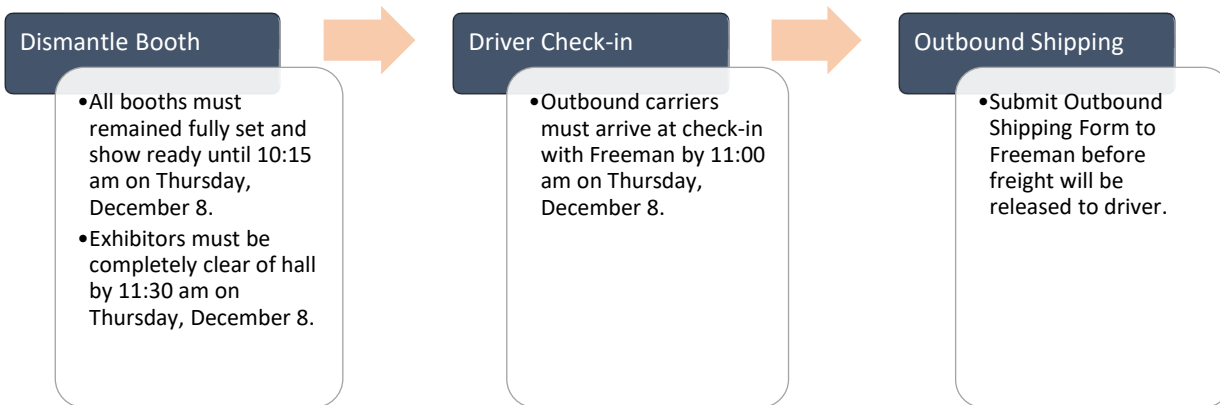 Dismantle Booth
•All booths must
remained fully set and
show ready until 10:15
am on Thursday,
December 8.
•Exhibitors must be
completely clear of hall
by 11:30 am on
Thursday, December 8.
Driver Check-in
•Outbound carriers
must arrive at check-in
with Freeman by 11:00
am on Thursday,
December 8.
Outbound Shipping
•Submit Outbound
Shipping Form to
Freeman before
freight will be
released to driver.